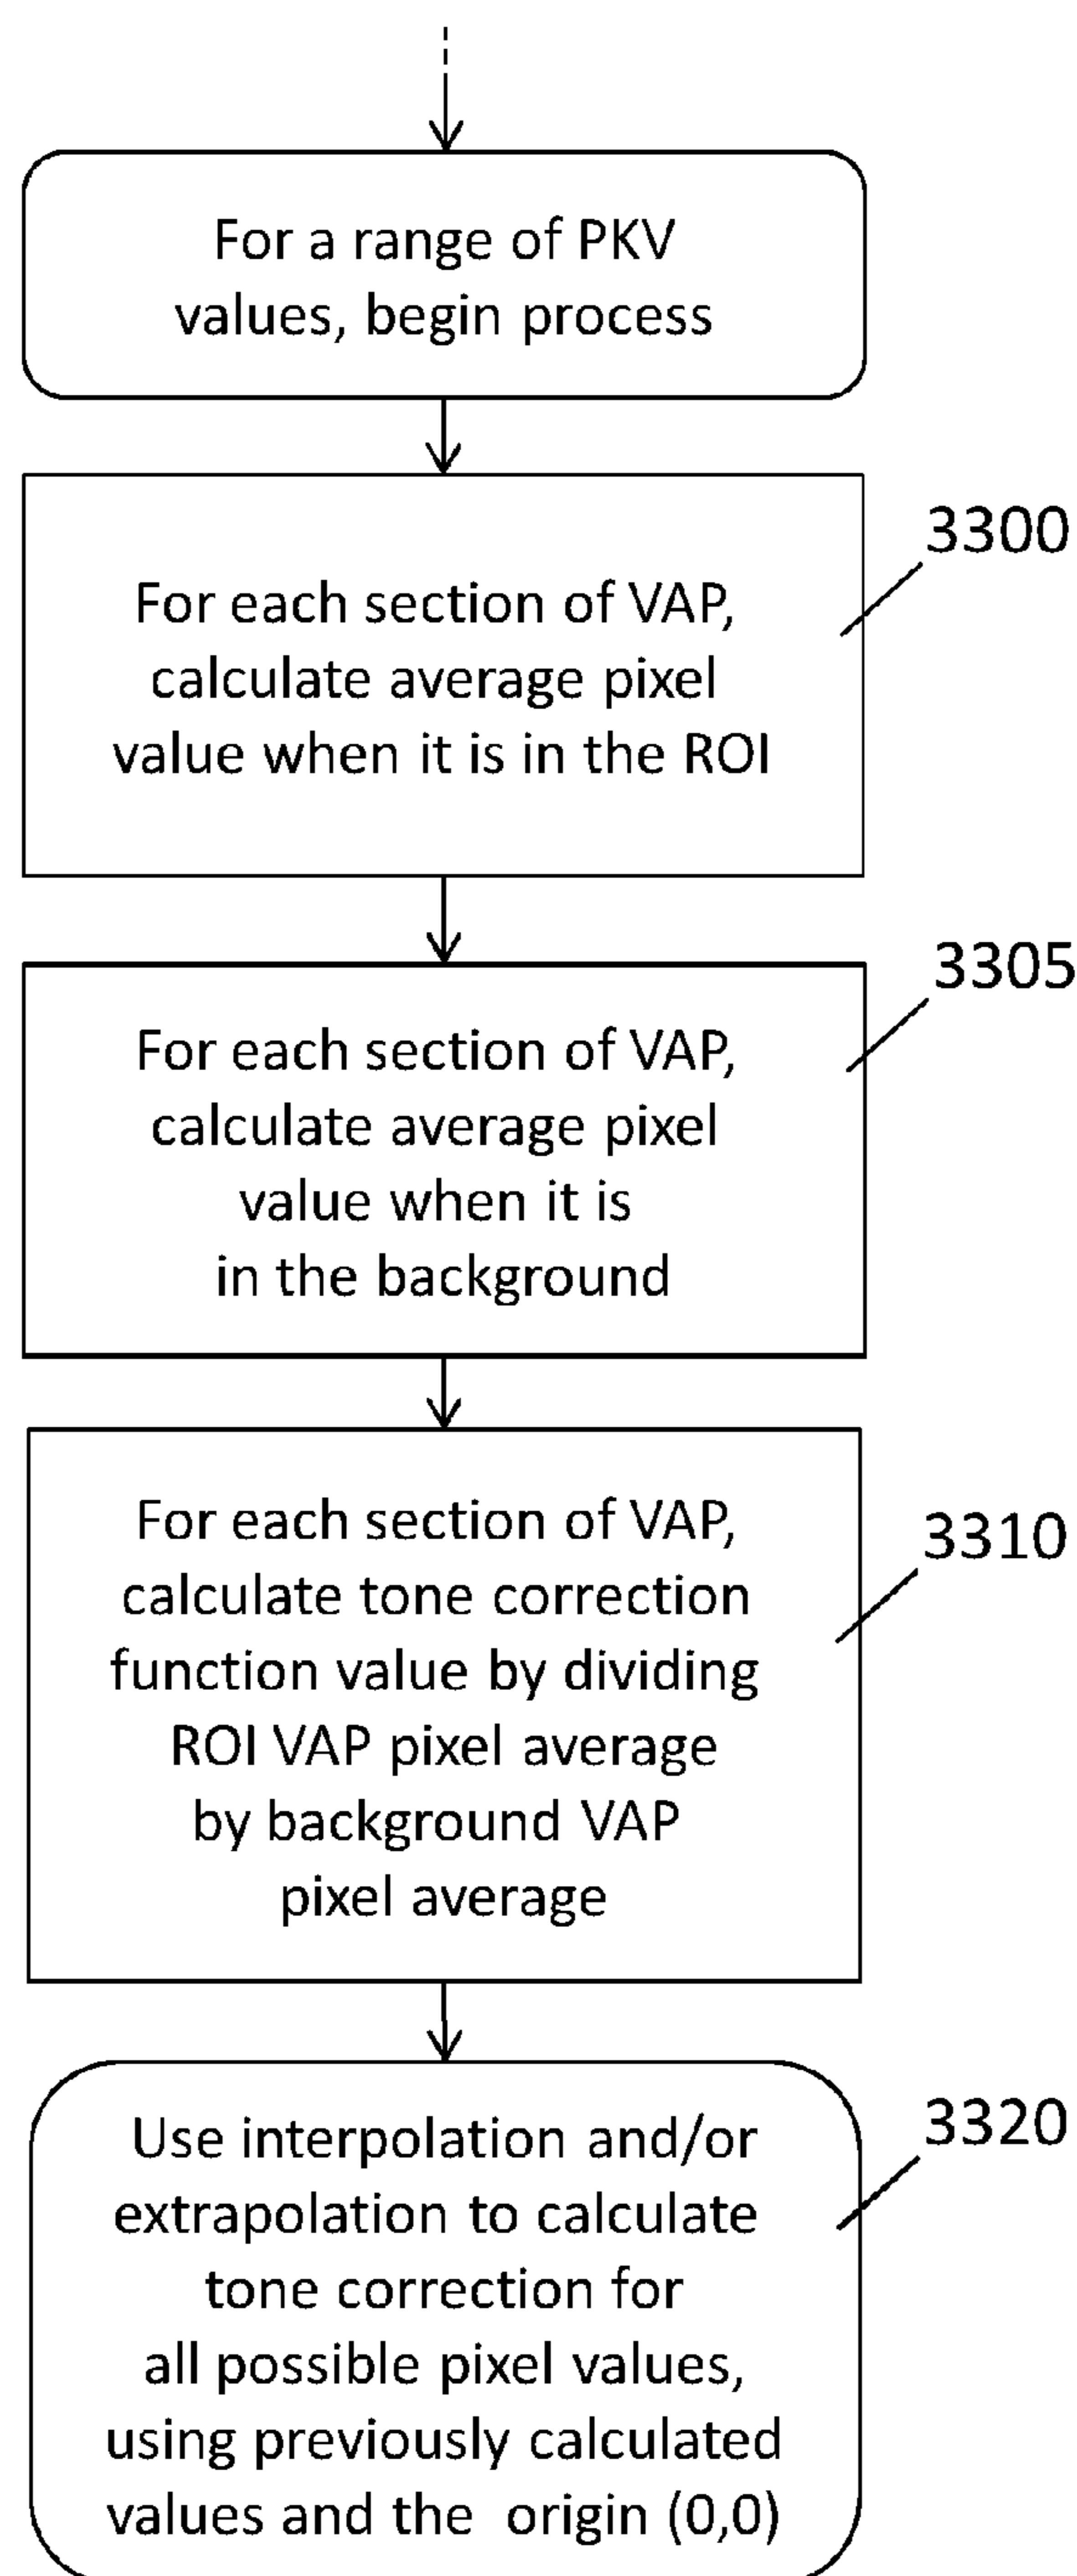 For a range of PKV
values, begin process
3300
For each section of VAP,
calculate average pixel
value when it is in the ROI
3305
For each section of VAP,
calculate average pixel
value when it is
in the background
3310
For each section of VAP,
calculate tone correction
function value by dividing
ROI VAP pixel average
by background VAP
pixel average
3320
Use interpolation and/or
extrapolation to calculate
tone correction for
all possible pixel values,
using previously calculated
values and the origin (0,0)